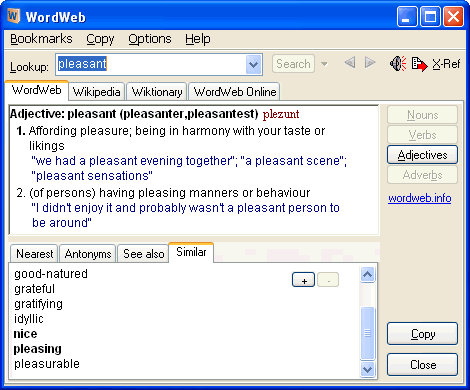 WordWeb
Bookmarks Copy Options Help
Lookup: pleasant Search X-Ref
WordWeb Wikipedia Wiktionary WordWeb Online
Adjective: pleasant (pleasanter,pleasantest) plezunt
1. Affording pleasure; being in harmony with your taste or
likings
"we had a pleasant evening together"; "a pleasant scene";
"pleasant sensations"
2. (of persons) having pleasing manners or behaviour
"I didn't enjoy it and probably wasn't a pleasant person to
be around"
Nouns
Verbs
Adjectives
Adverbs
wordweb.info
Nearest Antonyms See also Similar
good-natured
grateful
gratifying
idyllic
nice
pleasing
pleasurable
+ -
Copy
Close